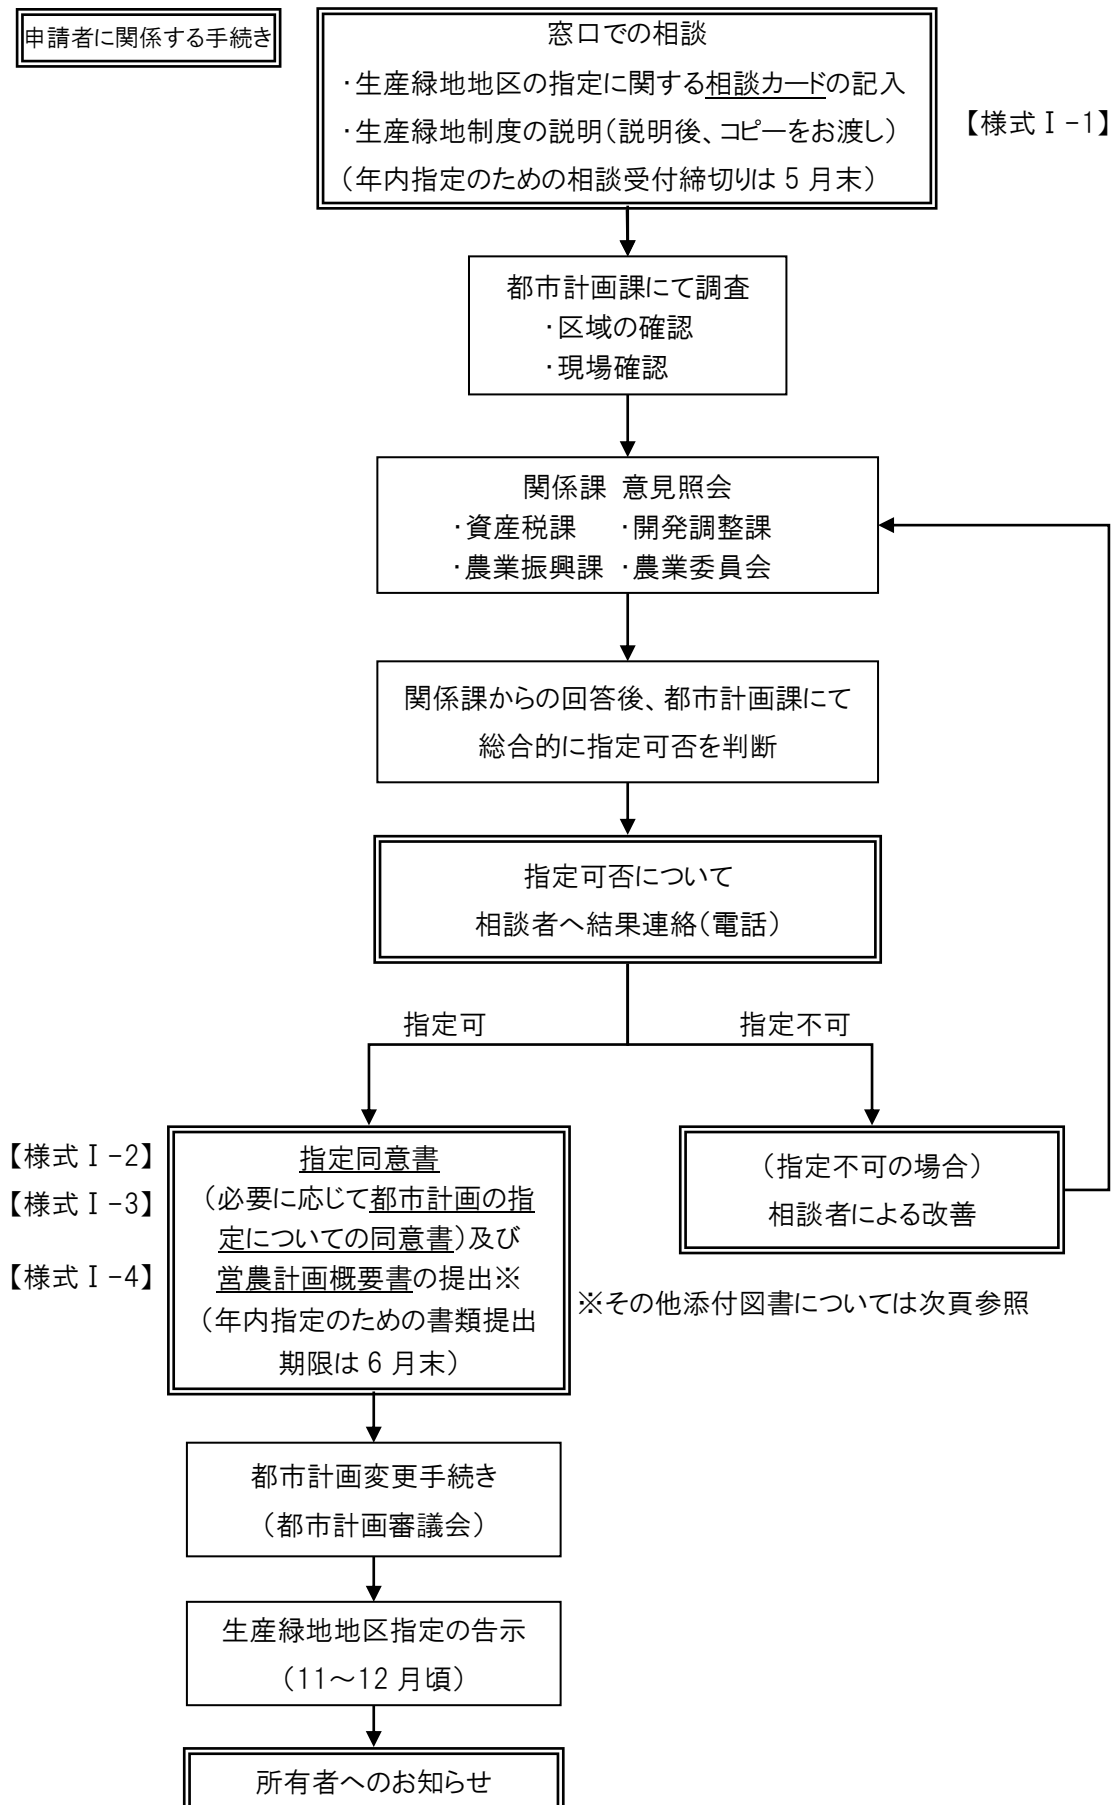 申請者に関係する手続き
窓口での相談
・生産緑地地区の指定に関する相談カードの記入
・生産緑地制度の説明（説明後、コピーをお渡し）
（年内指定のための相談受付締切りは 5 月末）
【様式Ⅰ-1】
都市計画課にて調査
・区域の確認
・現場確認
関係課 意見照会
・資産税課 ・開発調整課
・農業振興課 ・農業委員会
関係課からの回答後、都市計画課にて
総合的に指定可否を判断
指定可否について
相談者へ結果連絡（電話）
指定可
指定不可
【様式Ⅰ-2】
【様式Ⅰ-3】
【様式Ⅰ-4】
指定同意書
（必要に応じて都市計画の指
定についての同意書）及び
営農計画概要書の提出※
（年内指定のための書類提出
期限は 6 月末）
（指定不可の場合）
相談者による改善
※その他添付図書については次頁参照
都市計画変更手続き
（都市計画審議会）
生産緑地地区指定の告示
（11～12 月頃）
所有者へのお知らせ